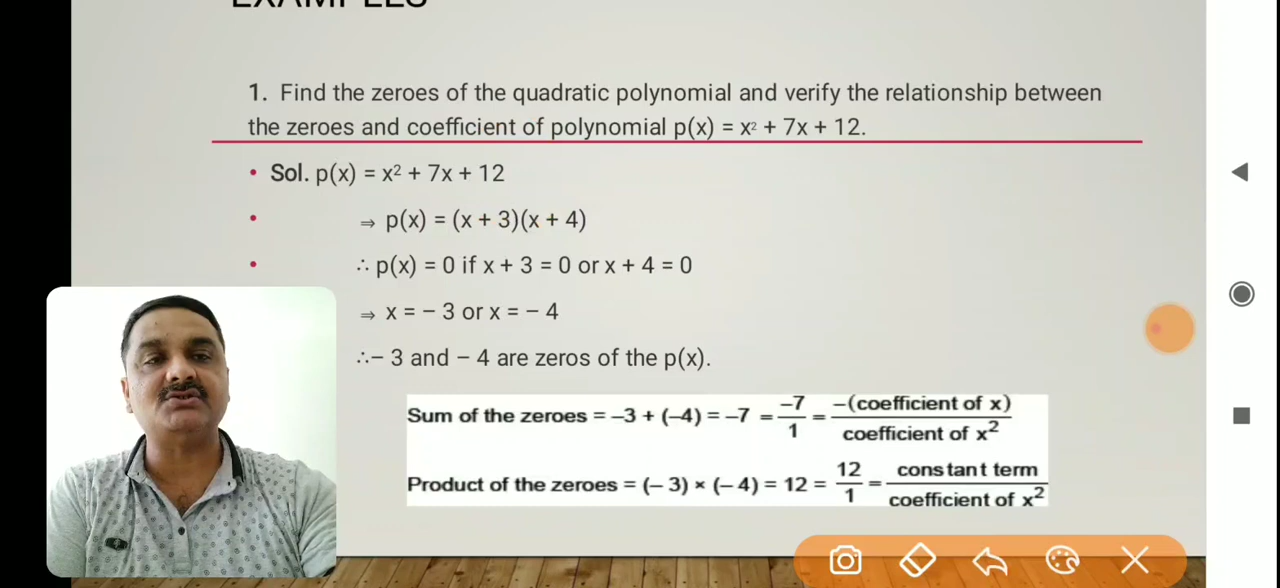 EXAMPLES
1. Find the zeroes of the quadratic polynomial and verify the relationship between
the zeroes and coefficient of polynomial p(x) = x² + 7x + 12.
• Sol. p(x) = x² + 7x + 12
• ⇒ p(x) = (x + 3)(x + 4)
• ∴ p(x) = 0 if x + 3 = 0 or x + 4 = 0
⇒ x = − 3 or x = − 4
∴− 3 and − 4 are zeros of the p(x).
Sum of the zeroes = −3 + (−4) = −7 = −7/1 = −(coefficient of x)/coefficient of x²
Product of the zeroes = (− 3) × (− 4) = 12 = 12/1 = constant term/coefficient of x²